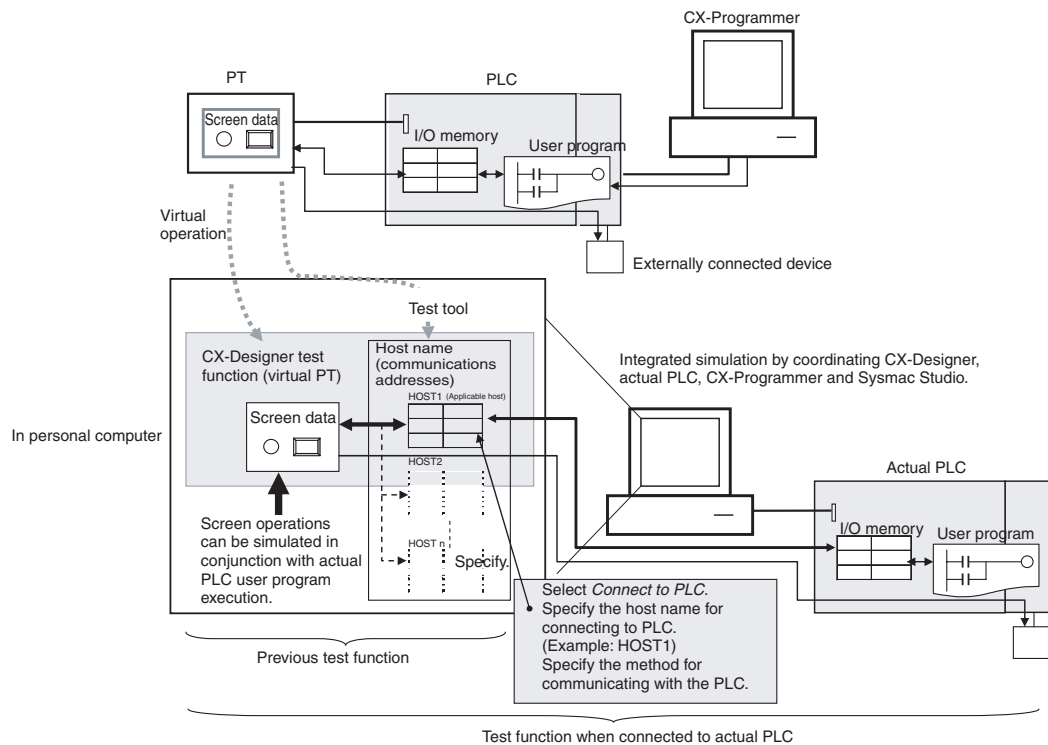 CX-Programmer
PT
PLC
Screen data
I/O memory
User program
Virtual
operation
Externally connected device
Test tool
CX-Designer test
function (virtual PT)
Host name
(communications
addresses)
HOST1 (Applicable host)
Integrated simulation by coordinating CX-Designer,
actual PLC, CX-Programmer and Sysmac Studio.
Screen data
In personal computer
HOST2
Actual PLC
Screen operations
can be simulated in
conjunction with actual
PLC user program
execution.
HOST n
Specify.
I/O memory
User program
Select Connect to PLC.
Specify the host name for
connecting to PLC.
(Example: HOST1)
Specify the method for
communicating with the PLC.
Previous test function
Test function when connected to actual PLC